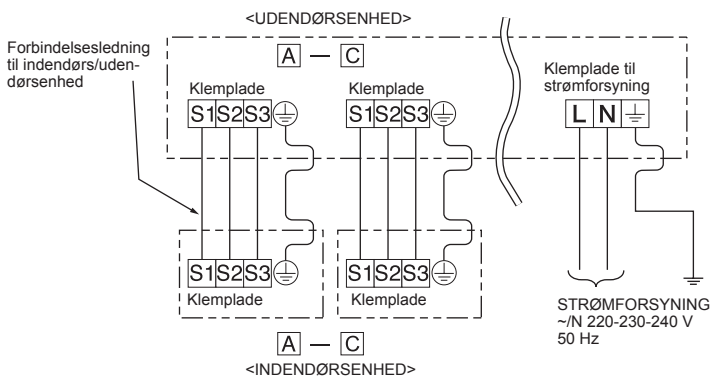 <UDENDØRSENHED>
Forbindelsesledning
til indendørs/uden-
dørsenhed
A — C
Klemplade
S1 S2 S3
Klemplade
S1 S2 S3
Klemplade til
strømforsyning
L N
S1 S2 S3
Klemplade
S1 S2 S3
Klemplade
STRØMFORSYNING
~/N 220-230-240 V
50 Hz
A — C
<INDENDØRSENHED>